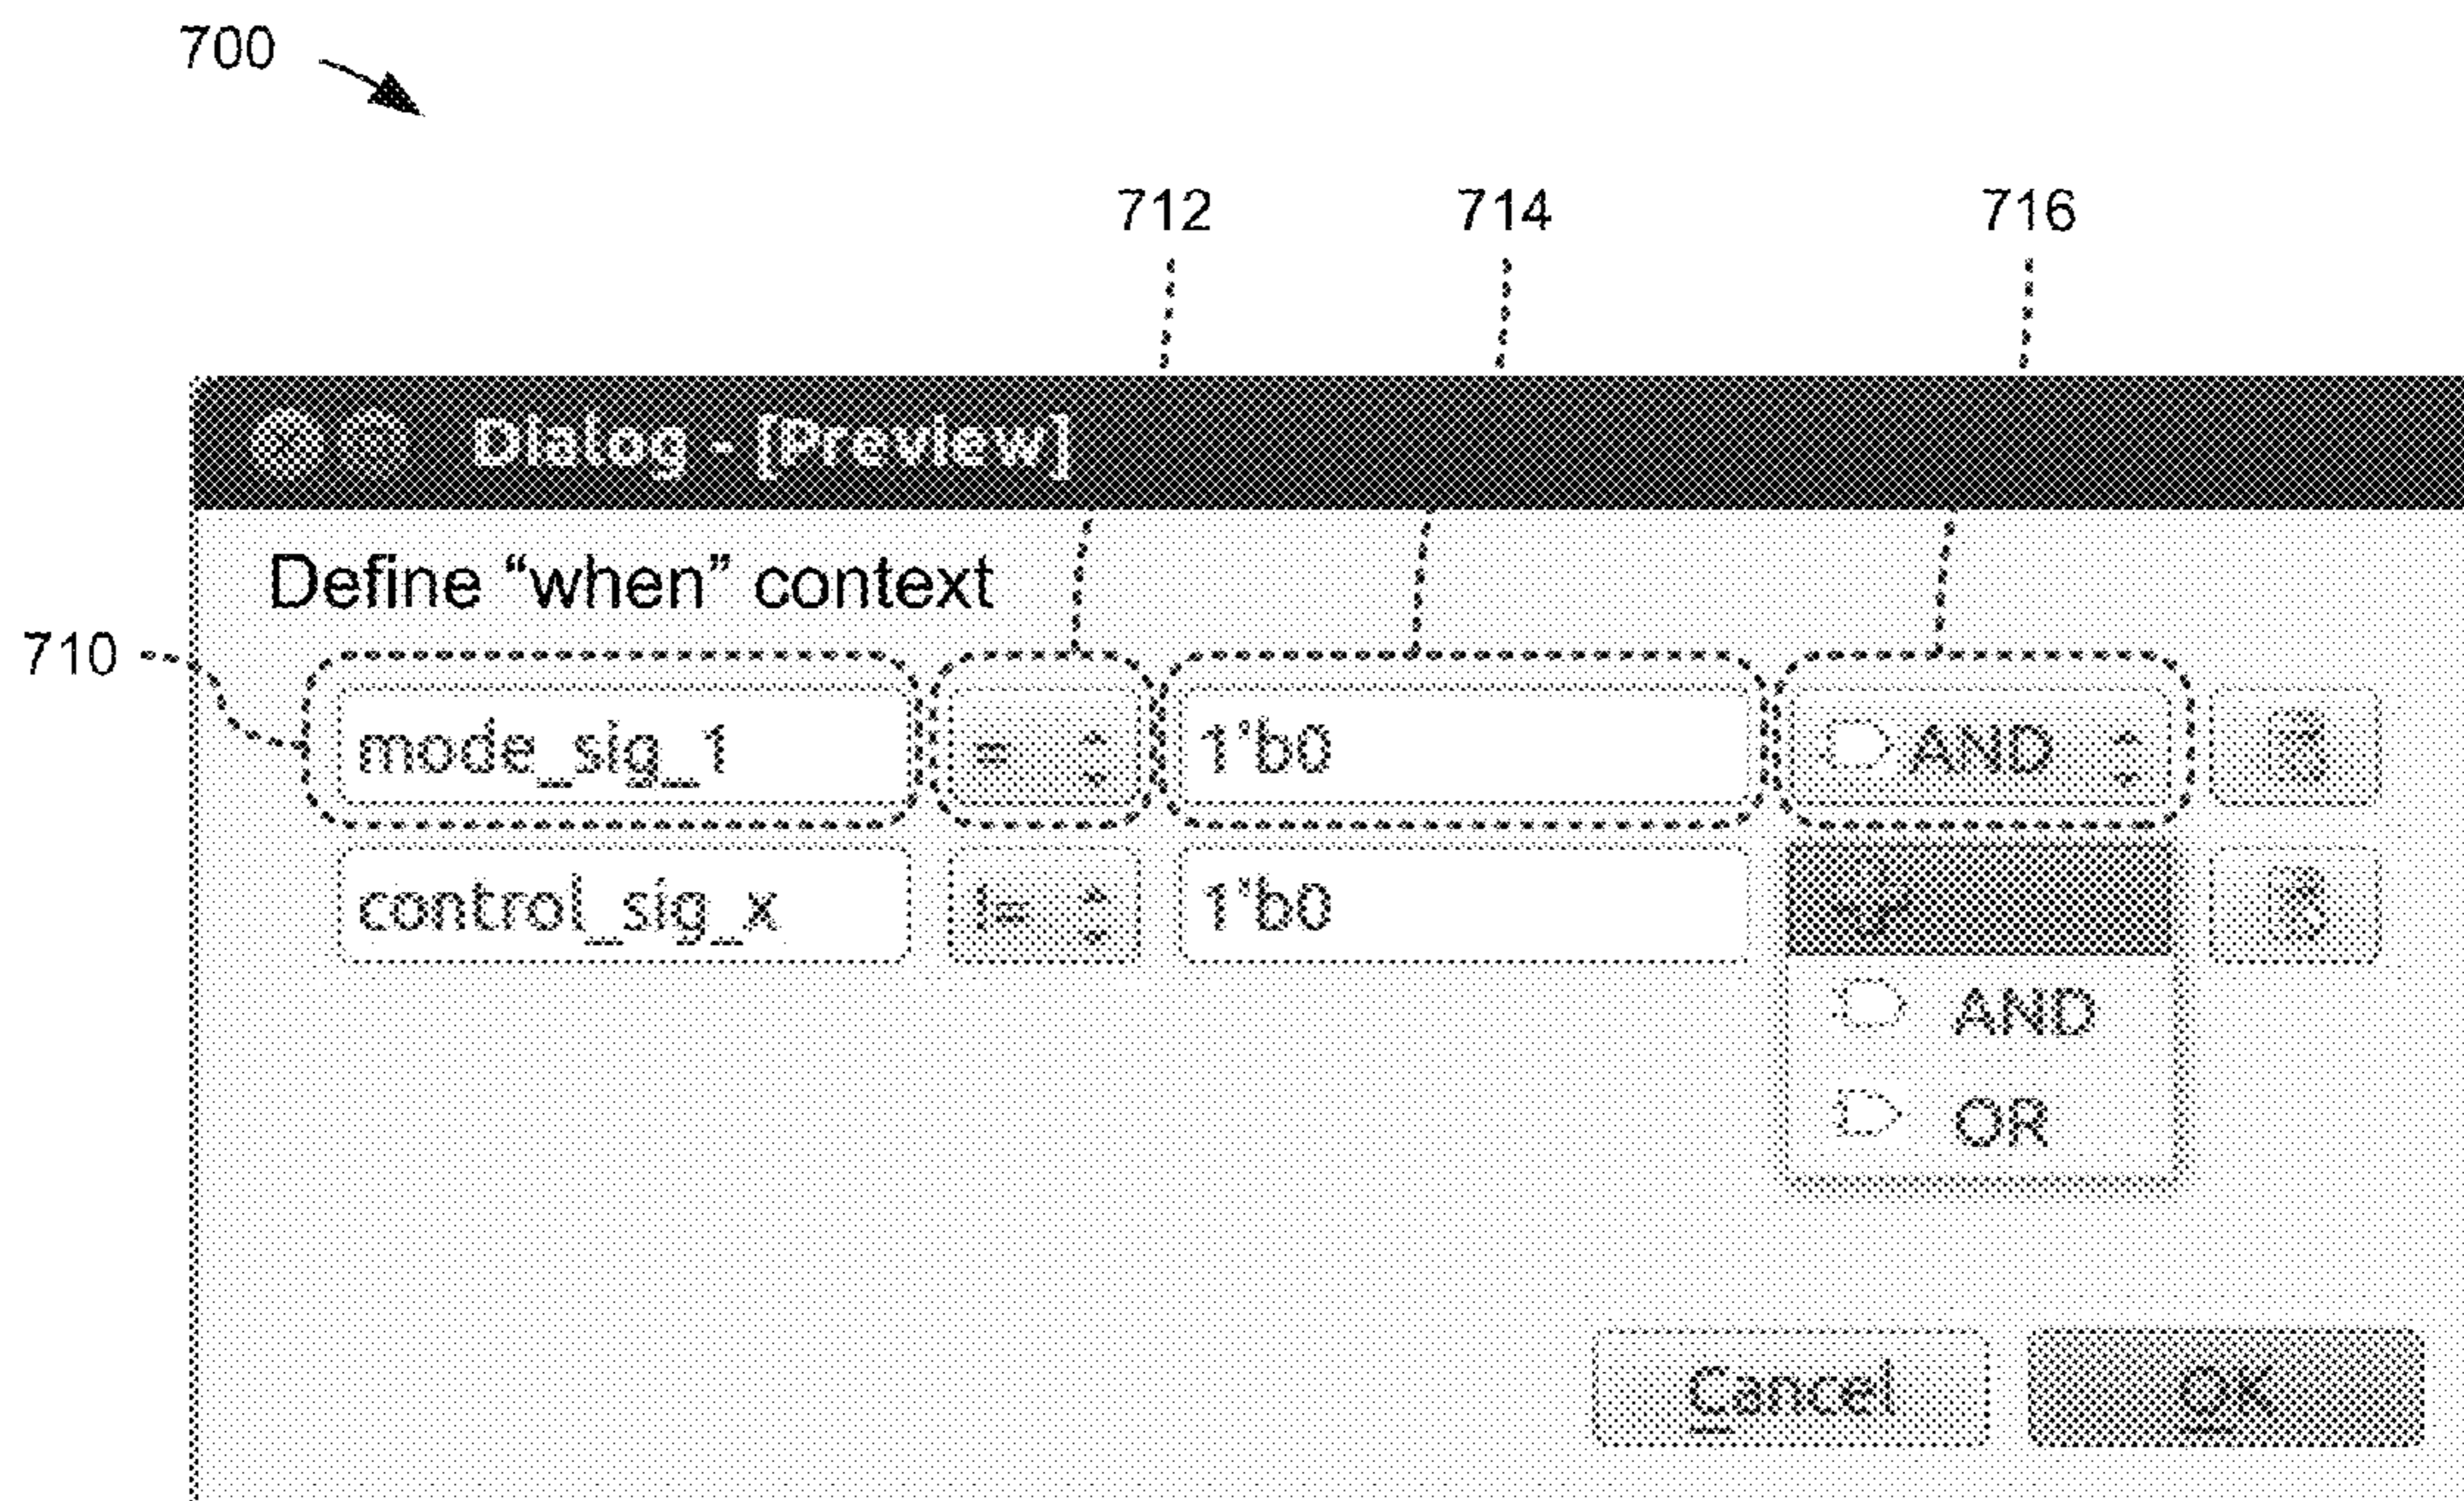 700
712 714 716
Dialog - [Preview]
Define “when” context
710
mode_sig_1 = 1'b0 AND
control_sig_x != 1'b0
AND
OR
Cancel OK